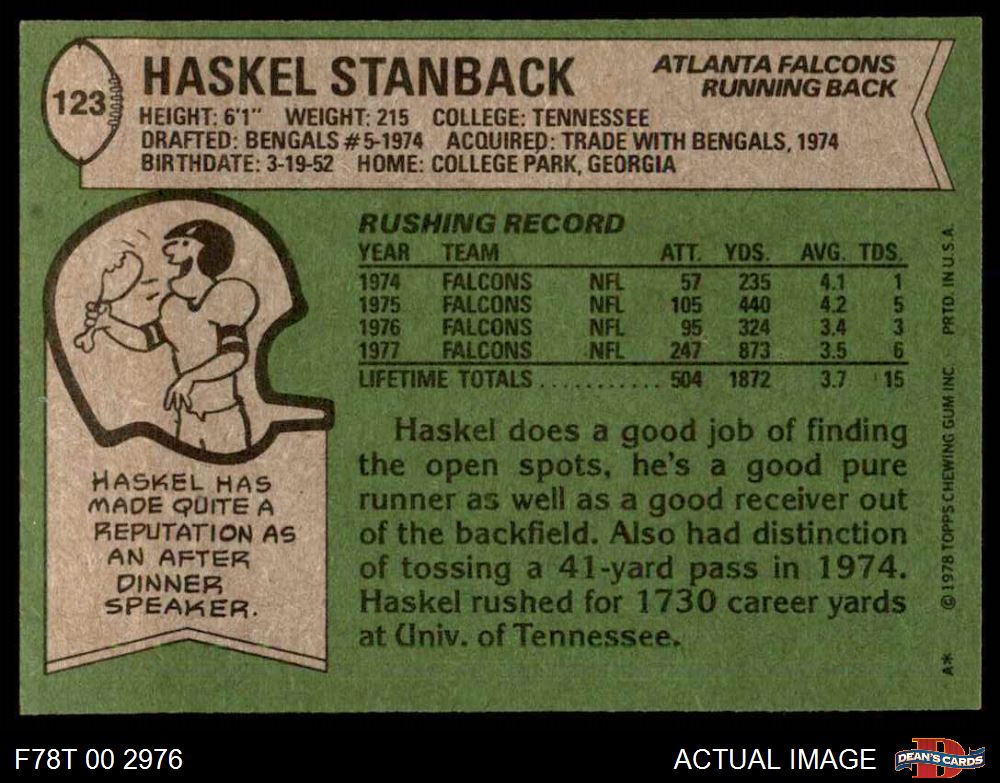 123
HASKEL STANBACK
ATLANTA FALCONS
RUNNING BACK
HEIGHT: 6'1" WEIGHT: 215 COLLEGE: TENNESSEE
DRAFTED: BENGALS #5-1974 ACQUIRED: TRADE WITH BENGALS, 1974
BIRTHDATE: 3-19-52 HOME: COLLEGE PARK, GEORGIA
RUSHING RECORD
YEAR TEAM ATT. YDS. AVG. TDS.
1974 FALCONS NFL 57 235 4.1 1
1975 FALCONS NFL 105 440 4.2 5
1976 FALCONS NFL 95 324 3.4 3
1977 FALCONS NFL 247 873 3.5 6
LIFETIME TOTALS ........... 504 1872 3.7 15
HASKEL HAS
MADE QUITE A
REPUTATION AS
AN AFTER
DINNER
SPEAKER.
Haskel does a good job of finding
the open spots, he's a good pure
runner as well as a good receiver out
of the backfield. Also had distinction
of tossing a 41-yard pass in 1974.
Haskel rushed for 1730 career yards
at Univ. of Tennessee.
A* © 1978 TOPPS CHEWING GUM INC. PRTD. IN U.S.A.
F78T 00 2976
ACTUAL IMAGE
D
DEAN'S CARDS